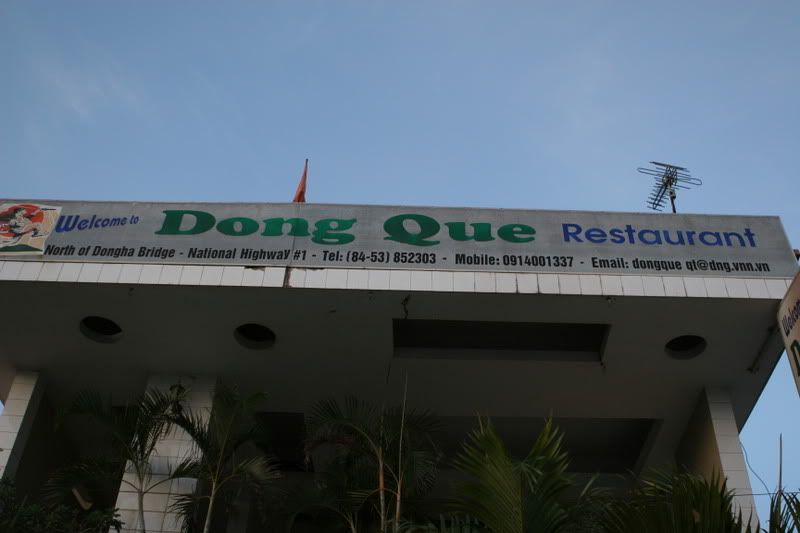 Welcome to Dong Que Restaurant
North of Dongha Bridge - National Highway #1 - Tel: (84-53) 852303 - Mobile: 0914001337 - Email: dongque qt@dng.vnn.vn
Welcome
D